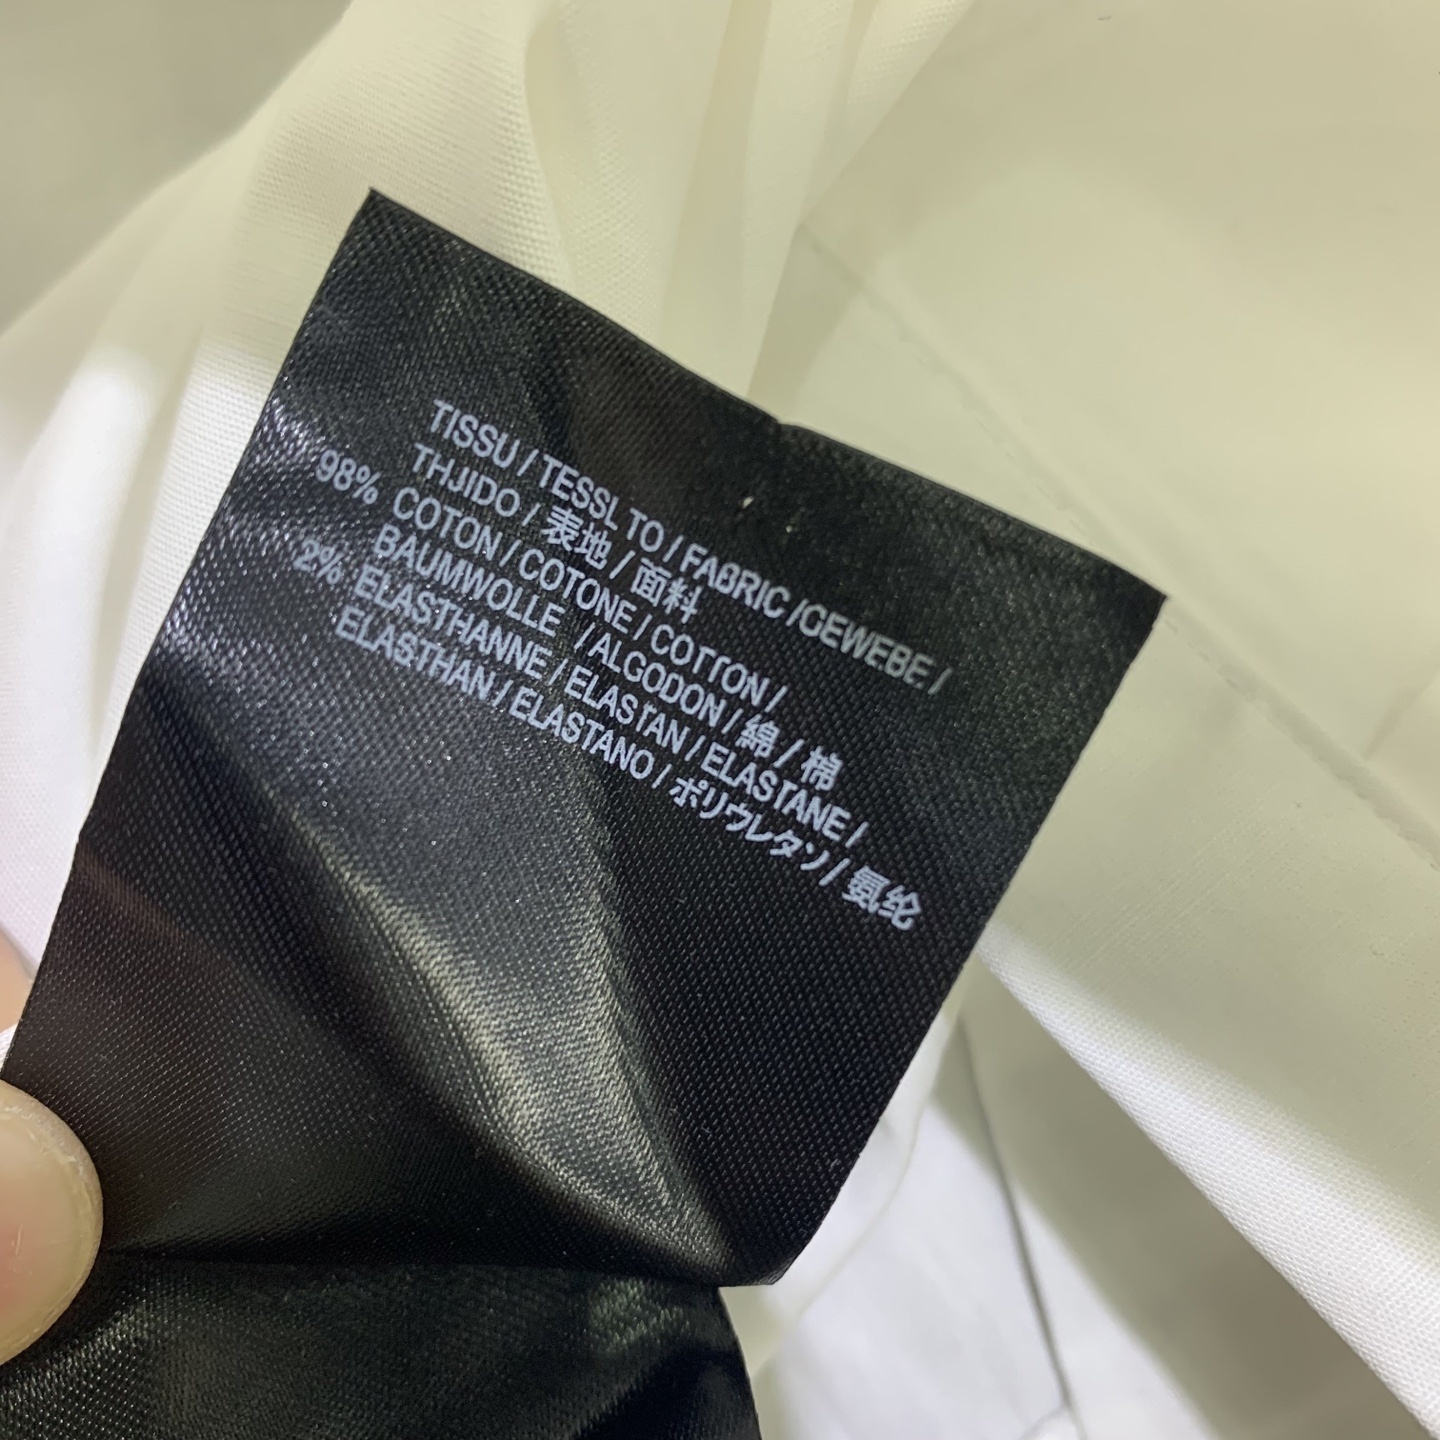 TISSU / TESSL TO / FABRIC / GEWEBE /
THJIDO / 表地 / 面料
98% COTON / COTONE / COTTON /
BAUMWOLLE / ALGODON / 綿 / 棉
2% ELASTHANNE / ELASTAN / ELASTANE /
ELASTHAN / ELASTANO / ポリウレタン / 氨纶